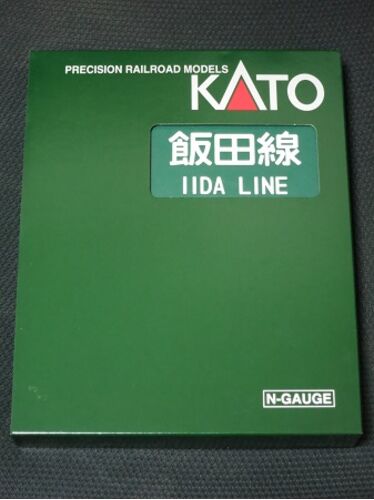 PRECISION RAILROAD MODELS
KATO
飯田線
IIDA LINE
N-GAUGE